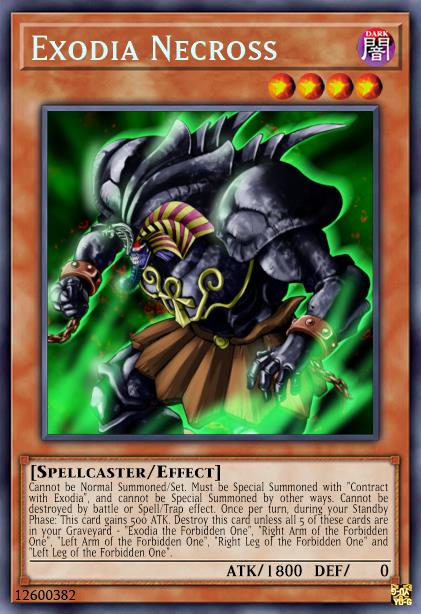 EXODIA NECROSS
DARK
闇
[SPELLCASTER/EFFECT]
Cannot be Normal Summoned/Set. Must be Special Summoned with "Contract
with Exodia", and cannot be Special Summoned by other ways. Cannot be
destroyed by battle or Spell/Trap effect. Once per turn, during your Standby
Phase: This card gains 500 ATK. Destroy this card unless all 5 of these cards are
in your Graveyard - "Exodia the Forbidden One", "Right Arm of the Forbidden
One", "Left Arm of the Forbidden One", "Right Leg of the Forbidden One" and
"Left Leg of the Forbidden One".
ATK/1800 DEF/ 0
12600382